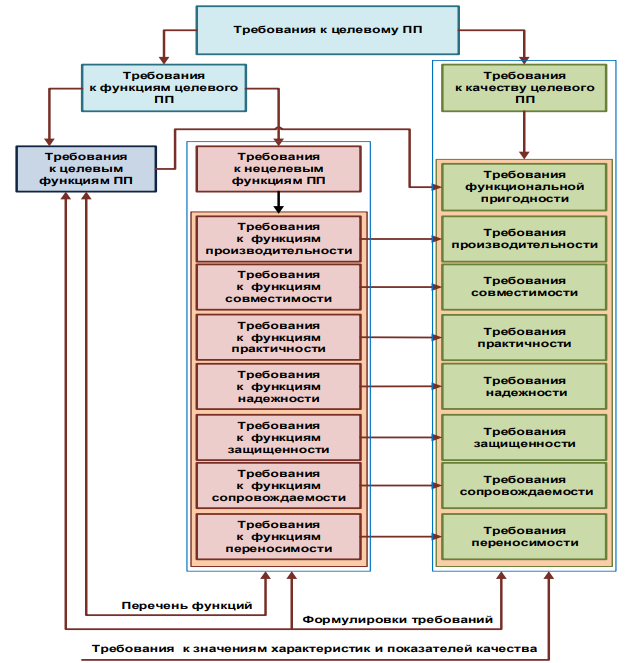 Требования к целевому ПП
Требования
к функциям целевого
ПП
Требования
к качеству целевого
ПП
Требования
к целевым
функциям ПП
Требования
к нецелевым
функциям ПП
Требования
функциональной
пригодности
Требования
к функциям
производительности
Требования
производительности
Требования
к функциям
совместимости
Требования
совместимости
Требования
к функциям
практичности
Требования
практичности
Требования
к функциям
надежности
Требования
надежности
Требования
к функциям
защищенности
Требования
защищенности
Требования
к функциям
сопровождаемости
Требования
сопровождаемости
Требования
к функциям
переносимости
Требования
переносимости
Перечень функций
Формулировки требований
Требования к значениям характеристик и показателей качества